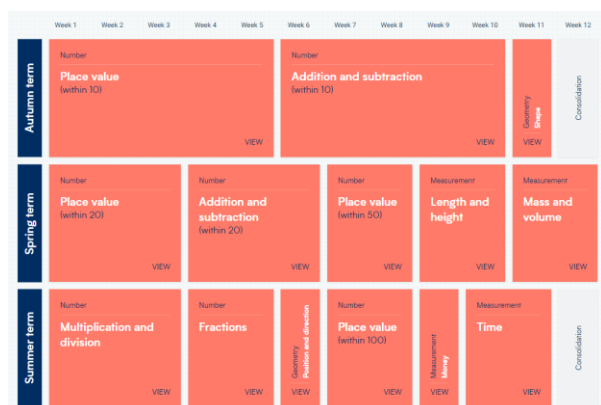 Week 1 Week 2 Week 3 Week 4 Week 5 Week 6 Week 7 Week 8 Week 9 Week 10 Week 11 Week 12
Autumn term
Number
Place value
(within 10)
VIEW
Number
Addition and subtraction
(within 10)
VIEW
Geometry
Shape
VIEW
Consolidation
Spring term
Number
Place value
(within 20)
VIEW
Number
Addition and
subtraction
(within 20)
VIEW
Number
Place value
(within 50)
VIEW
Measurement
Length and
height
VIEW
Measurement
Mass and
volume
VIEW
Summer term
Number
Multiplication and
division
VIEW
Number
Fractions
VIEW
Geometry
Position and direction
VIEW
Number
Place value
(within 100)
VIEW
Measurement
Money
VIEW
Measurement
Time
VIEW
Consolidation